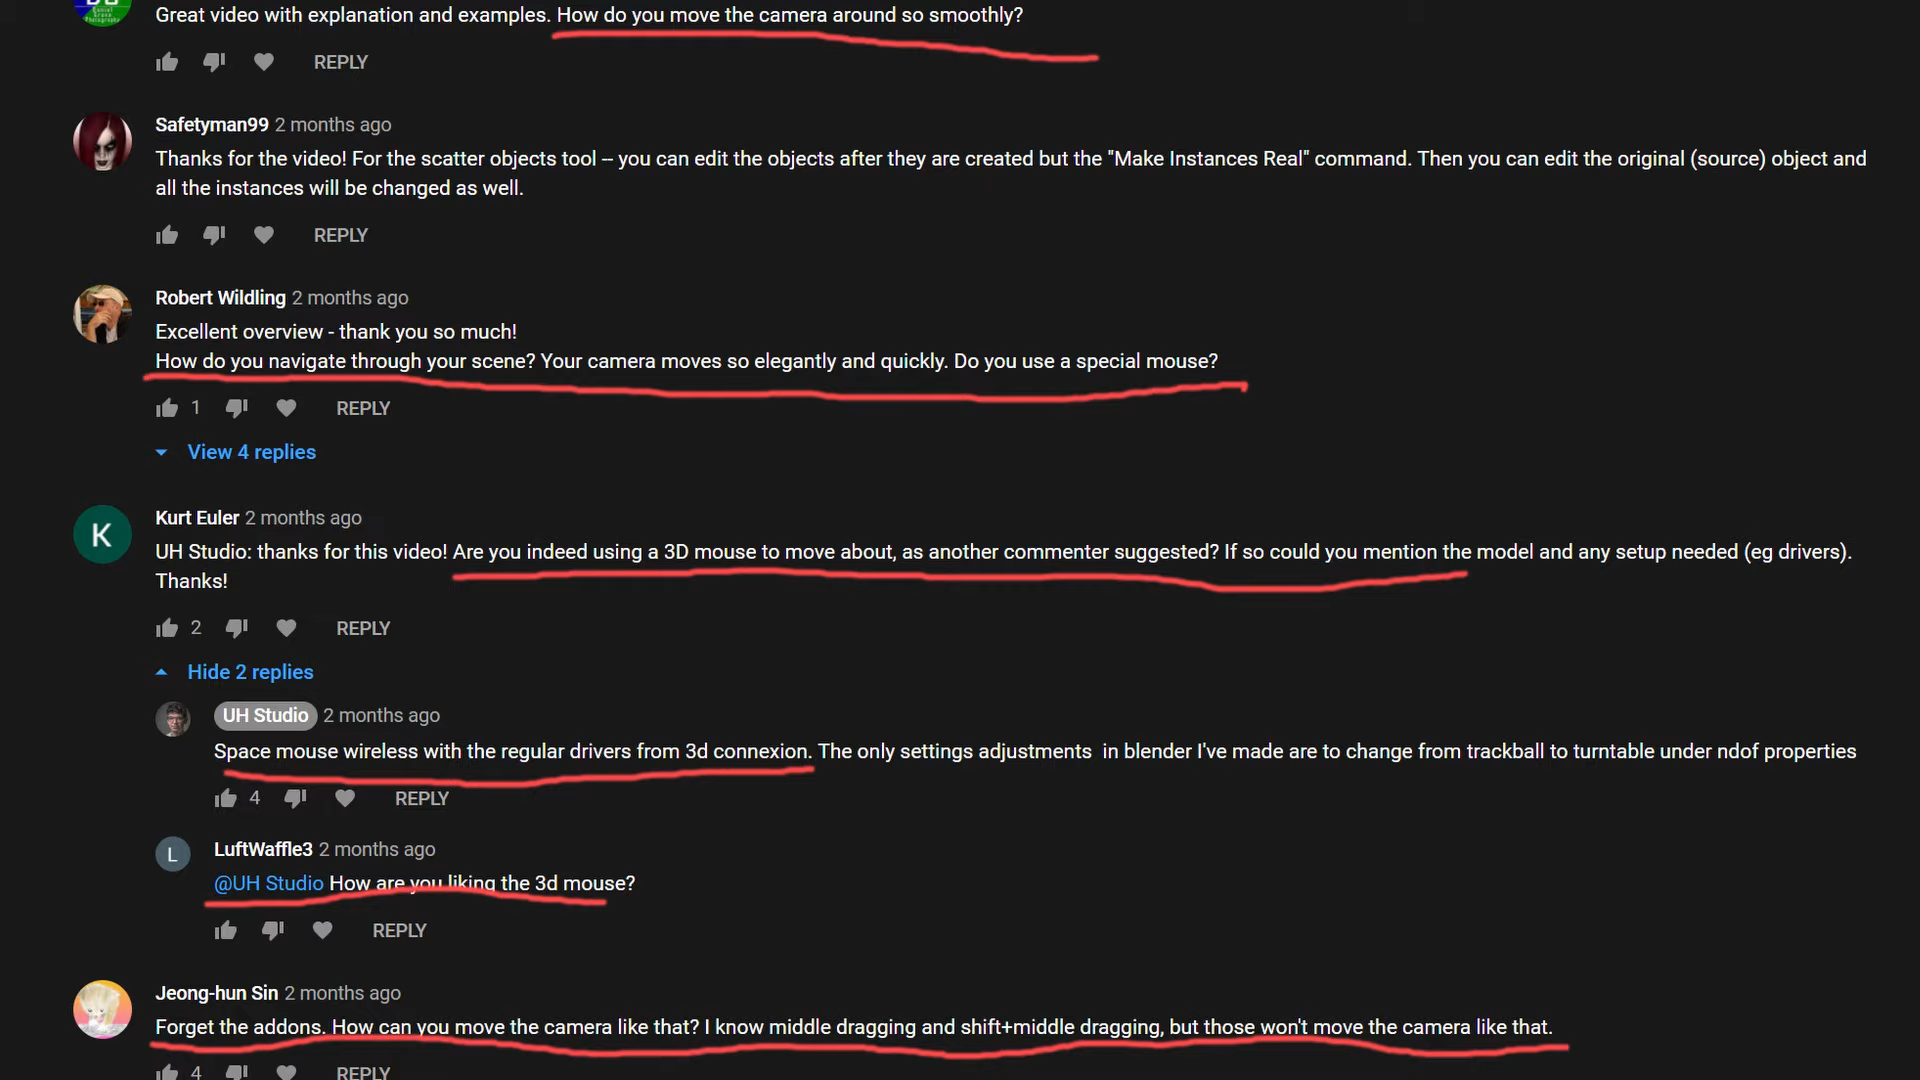 Great video with explanation and examples. How do you move the camera around so smoothly?
REPLY
Safetyman99 2 months ago
Thanks for the video! For the scatter objects tool -- you can edit the objects after they are created but the "Make Instances Real" command. Then you can edit the original (source) object and
all the instances will be changed as well.
REPLY
Robert Wildling 2 months ago
Excellent overview - thank you so much!
How do you navigate through your scene? Your camera moves so elegantly and quickly. Do you use a special mouse?
1 REPLY
View 4 replies
K
Kurt Euler 2 months ago
UH Studio: thanks for this video! Are you indeed using a 3D mouse to move about, as another commenter suggested? If so could you mention the model and any setup needed (eg drivers).
Thanks!
2 REPLY
Hide 2 replies
UH Studio 2 months ago
Space mouse wireless with the regular drivers from 3d connexion. The only settings adjustments in blender I've made are to change from trackball to turntable under ndof properties
4 REPLY
L
LuftWaffle3 2 months ago
@UH Studio How are you liking the 3d mouse?
REPLY
Jeong-hun Sin 2 months ago
Forget the addons. How can you move the camera like that? I know middle dragging and shift+middle dragging, but those won't move the camera like that.
4 REPLY